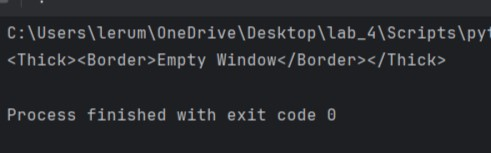 C:\Users\lerum\OneDrive\Desktop\lab_4\Scripts\pyt
<Thick><Border>Empty Window</Border></Thick>
Process finished with exit code 0